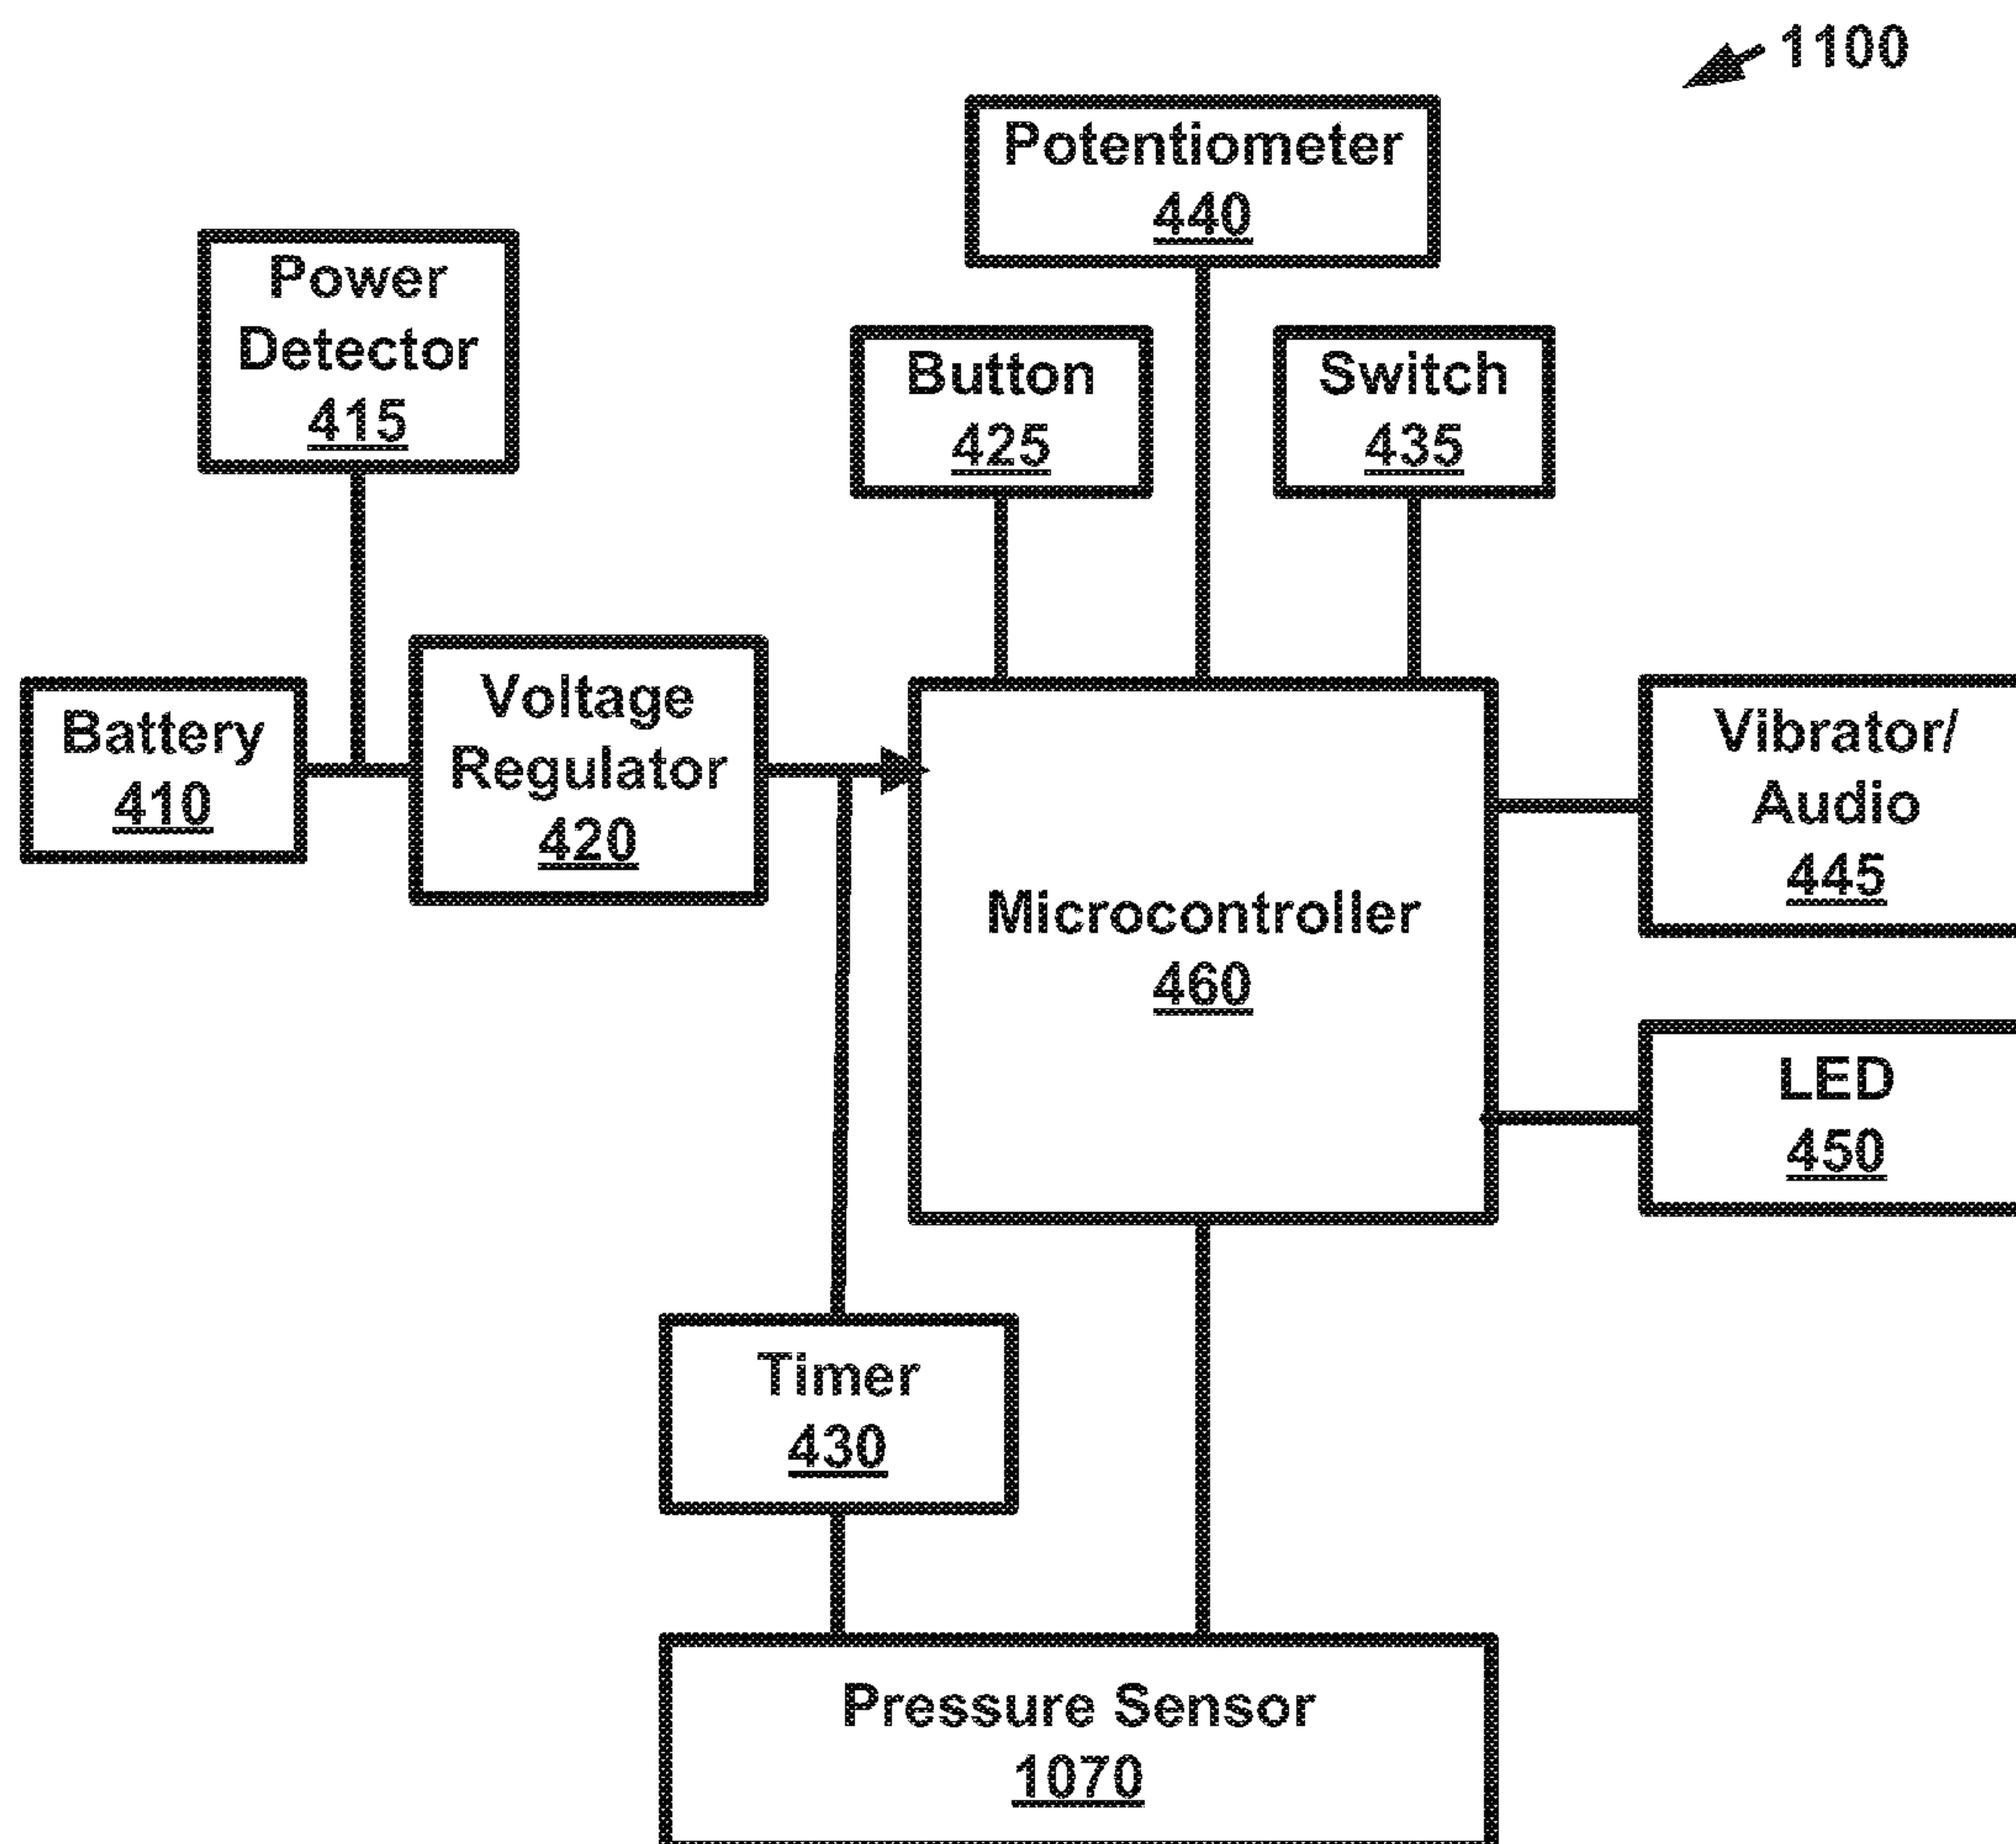 1100
Potentiometer
440
Power
Detector
415
Button
425
Switch
435
Battery
410
Voltage
Regulator
420
Microcontroller
460
Vibrator/
Audio
445
LED
450
Timer
430
Pressure Sensor
1070